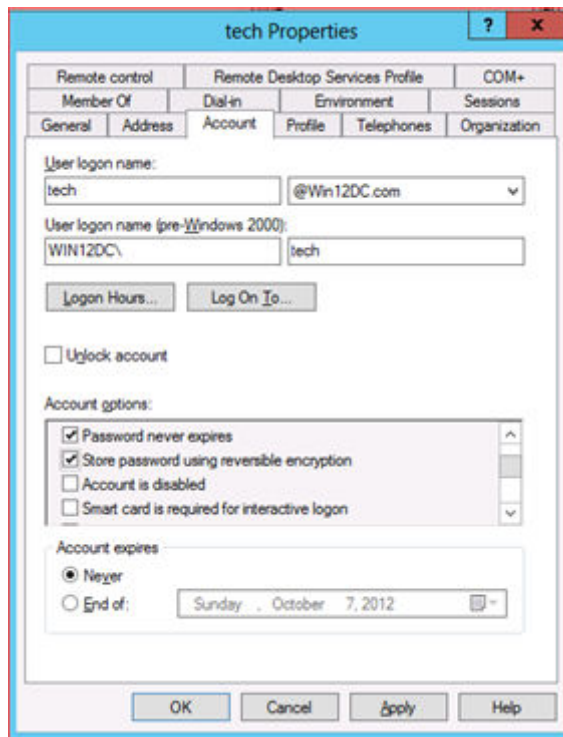 tech Properties
? x
Remote control Remote Desktop Services Profile COM+
Member Of Dial-in Environment Sessions
General Address Account Profile Telephones Organization
User logon name:
tech @Win12DC.com
User logon name (pre-Windows 2000):
WIN12DC\ tech
Logon Hours... Log On To...
Unlock account
Account options:
Password never expires
Store password using reversible encryption
Account is disabled
Smart card is required for interactive logon
Account expires
Never
End of: Sunday , October 7, 2012
OK Cancel Apply Help